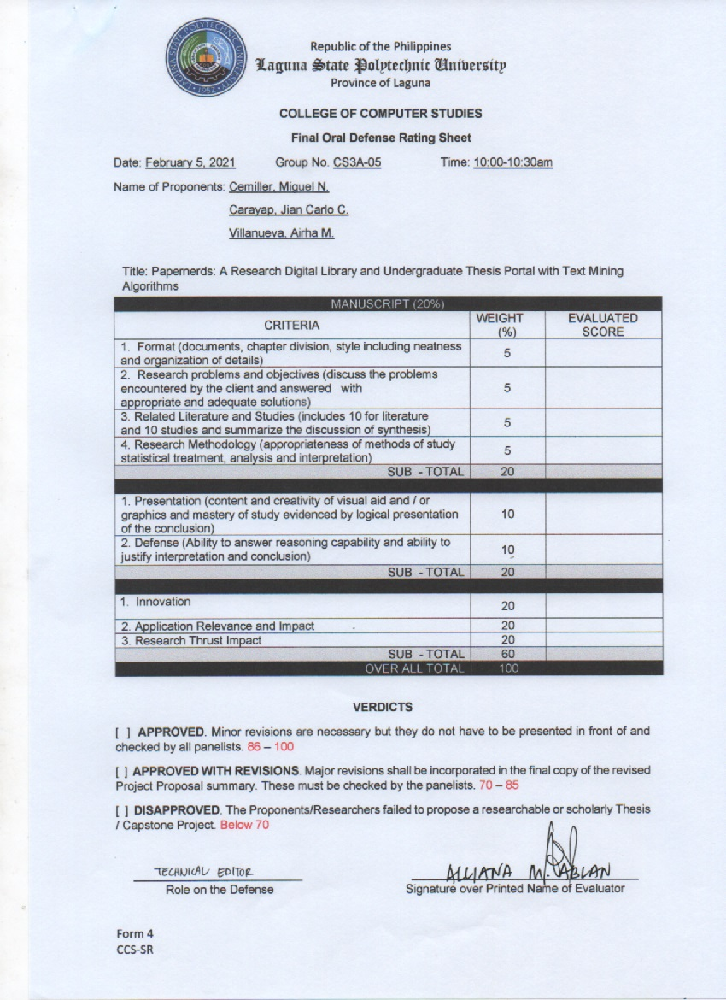 LAGUNA STATE POLYTECHNIC UNIVERSITY
1952
Republic of the Philippines
Laguna State Polytechnic University
Province of Laguna
COLLEGE OF COMPUTER STUDIES
Final Oral Defense Rating Sheet
Date: February 5, 2021 Group No. CS3A-05 Time: 10:00-10:30am
Name of Proponents: Cemiller, Miguel N.
Carayap, Jian Carlo C.
Villanueva, Airha M.
Title: Papernerds: A Research Digital Library and Undergraduate Thesis Portal with Text Mining
Algorithms
MANUSCRIPT (20%)
CRITERIA WEIGHT (%) EVALUATED SCORE
1. Format (documents, chapter division, style including neatness
and organization of details) 5
2. Research problems and objectives (discuss the problems
encountered by the client and answered with 5
appropriate and adequate solutions)
3. Related Literature and Studies (includes 10 for literature
and 10 studies and summarize the discussion of synthesis) 5
4. Research Methodology (appropriateness of methods of study
statistical treatment, analysis and interpretation) 5
SUB - TOTAL 20
1. Presentation (content and creativity of visual aid and / or
graphics and mastery of study evidenced by logical presentation 10
of the conclusion)
2. Defense (Ability to answer reasoning capability and ability to
justify interpretation and conclusion) 10
SUB - TOTAL 20
1. Innovation 20
2. Application Relevance and Impact 20
3. Research Thrust Impact 20
SUB - TOTAL 60
OVER ALL TOTAL 100
VERDICTS
[ ] APPROVED. Minor revisions are necessary but they do not have to be presented in front of and
checked by all panelists. 86 – 100
[ ] APPROVED WITH REVISIONS. Major revisions shall be incorporated in the final copy of the revised
Project Proposal summary. These must be checked by the panelists. 70 – 85
[ ] DISAPPROVED. The Proponents/Researchers failed to propose a researchable or scholarly Thesis
/ Capstone Project. Below 70
TECHNICAL EDITOR ALLIANA M. ABLAN
Role on the Defense Signature over Printed Name of Evaluator
Form 4
CCS-SR